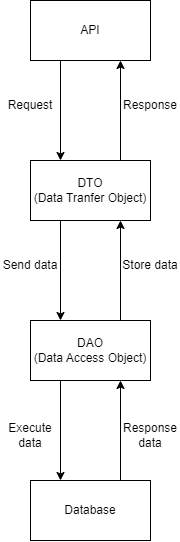 API
Request
Response
DTO
(Data Tranfer Object)
Send data
Store data
DAO
(Data Access Object)
Execute
data
Response
data
Database